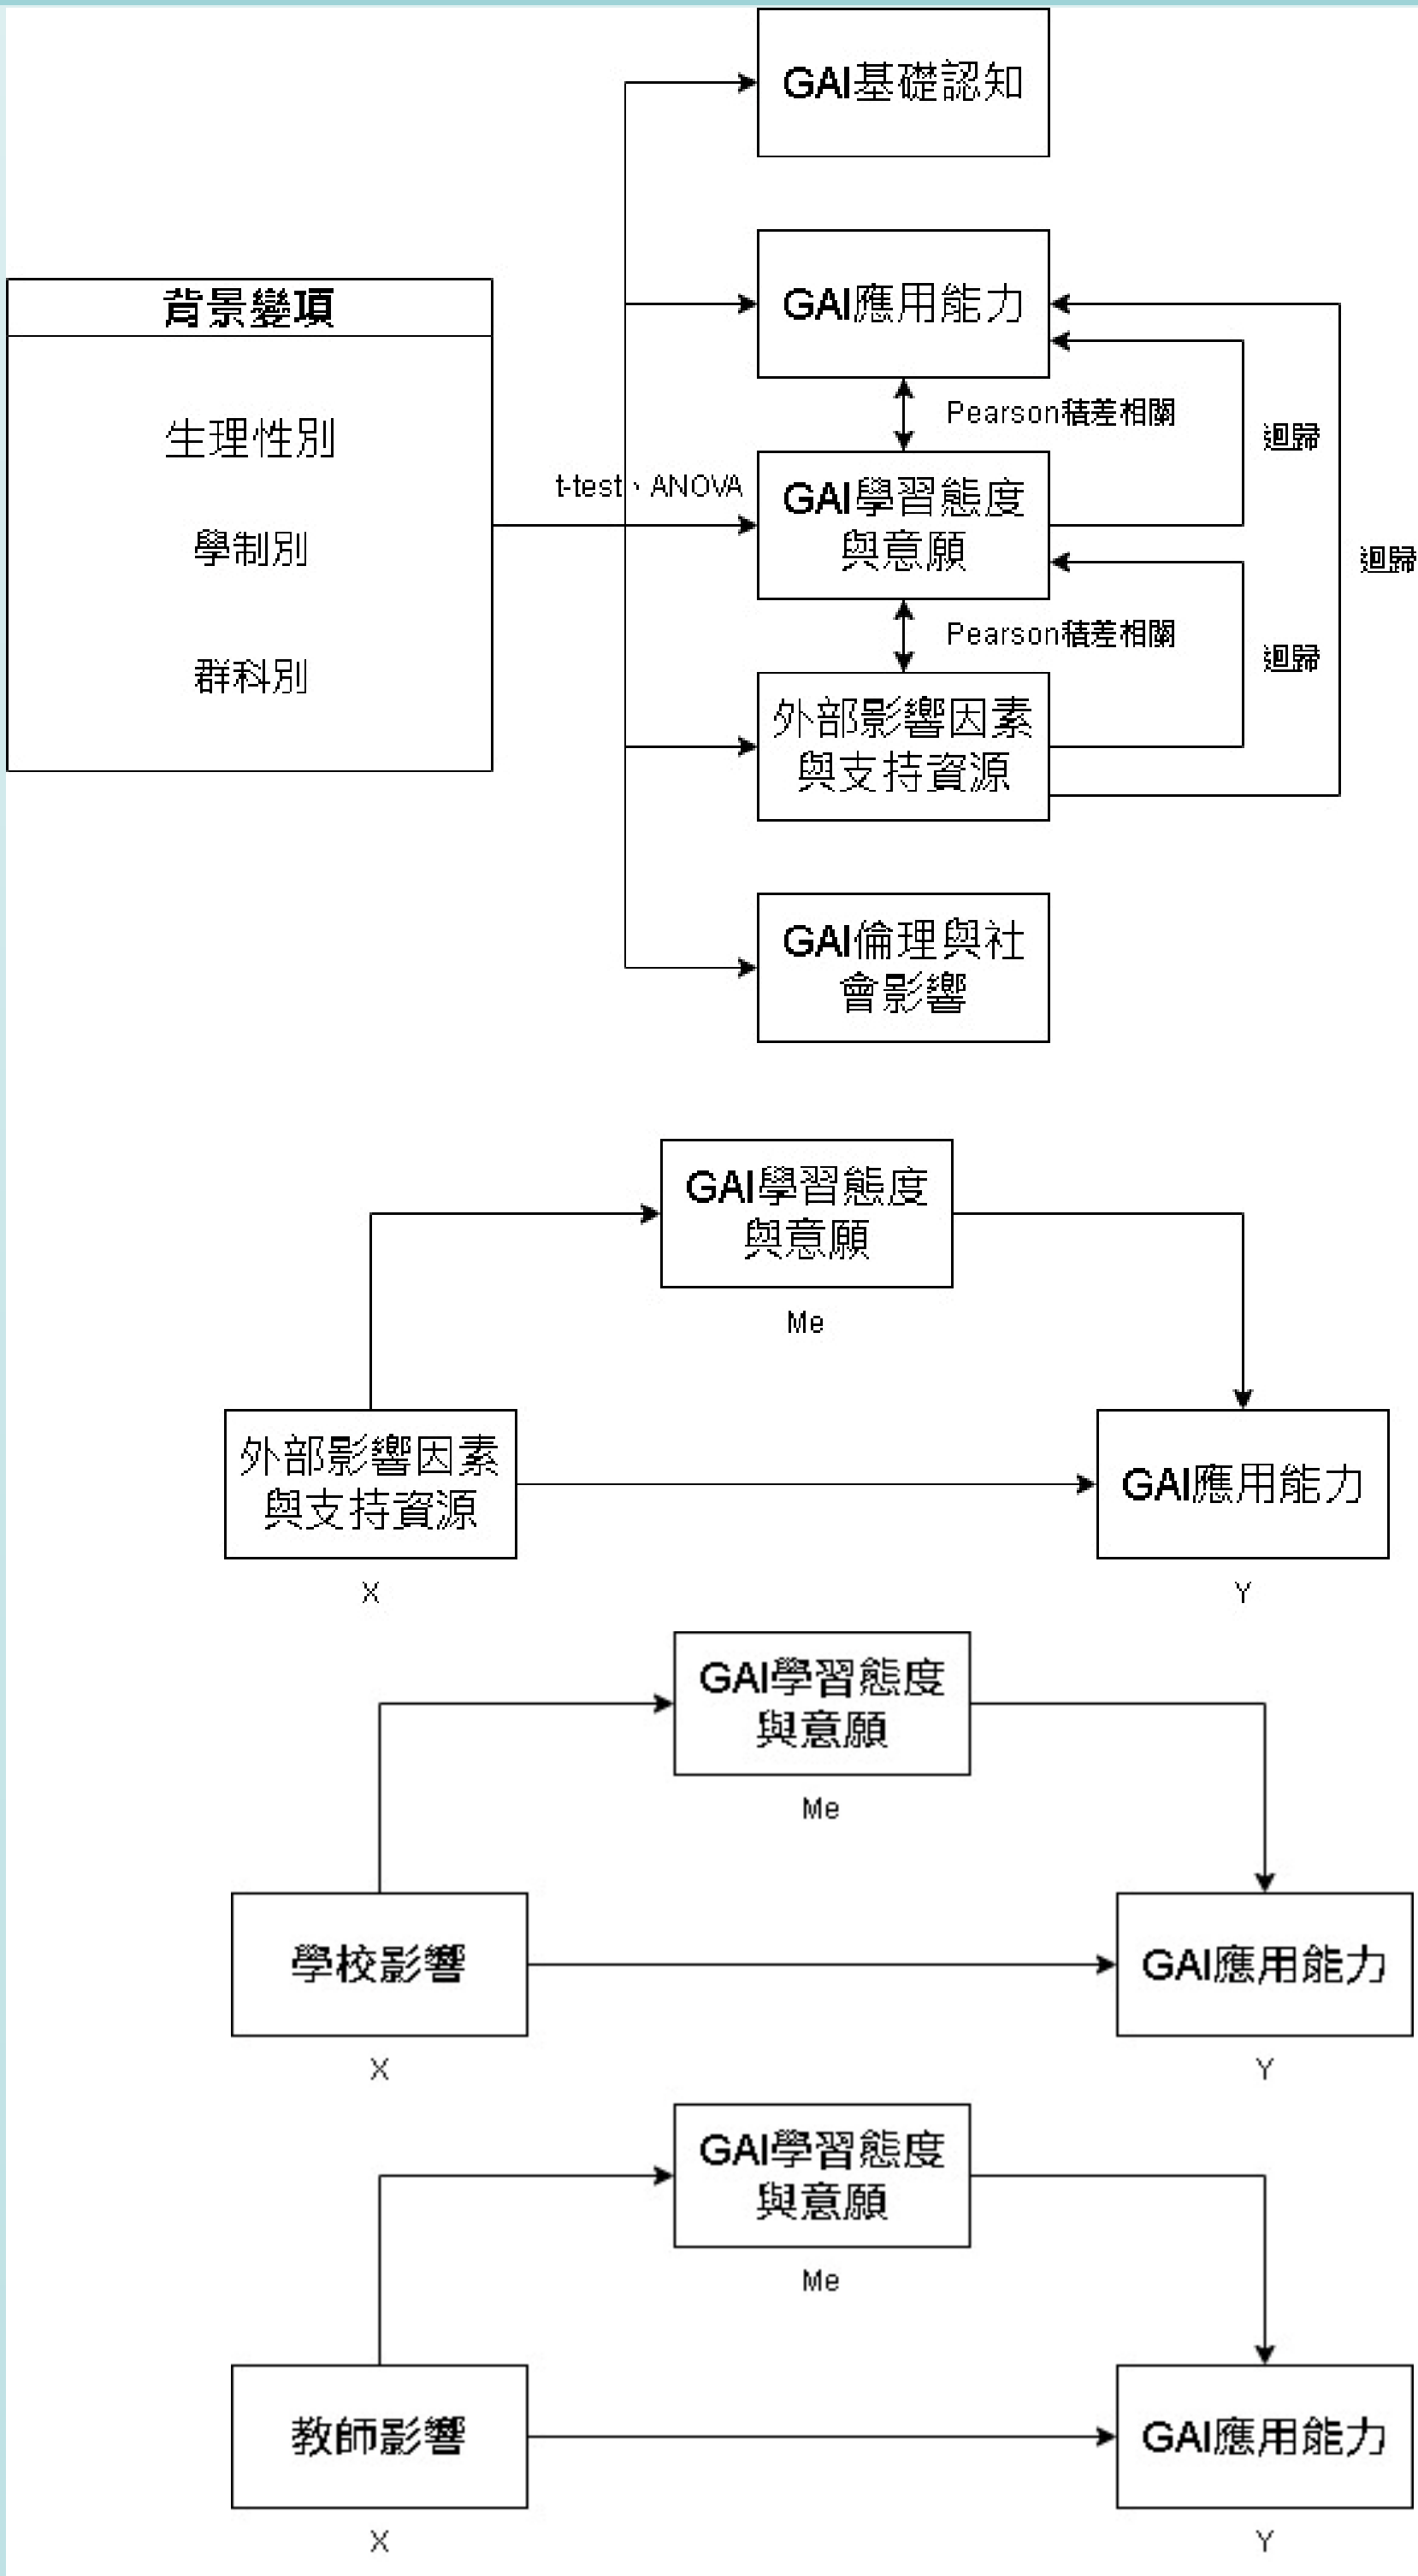 GAI基礎認知
背景變項
生理性別
學制別
群科別
t-test、ANOVA
GAI應用能力
Pearson積差相關
迴歸
GAI學習態度
與意願
迴歸
Pearson積差相關
迴歸
外部影響因素
與支持資源
GAI倫理與社
會影響
GAI學習態度
與意願
Me
外部影響因素
與支持資源
X
GAI應用能力
Y
GAI學習態度
與意願
Me
學校影響
X
GAI應用能力
Y
GAI學習態度
與意願
Me
教師影響
X
GAI應用能力
Y